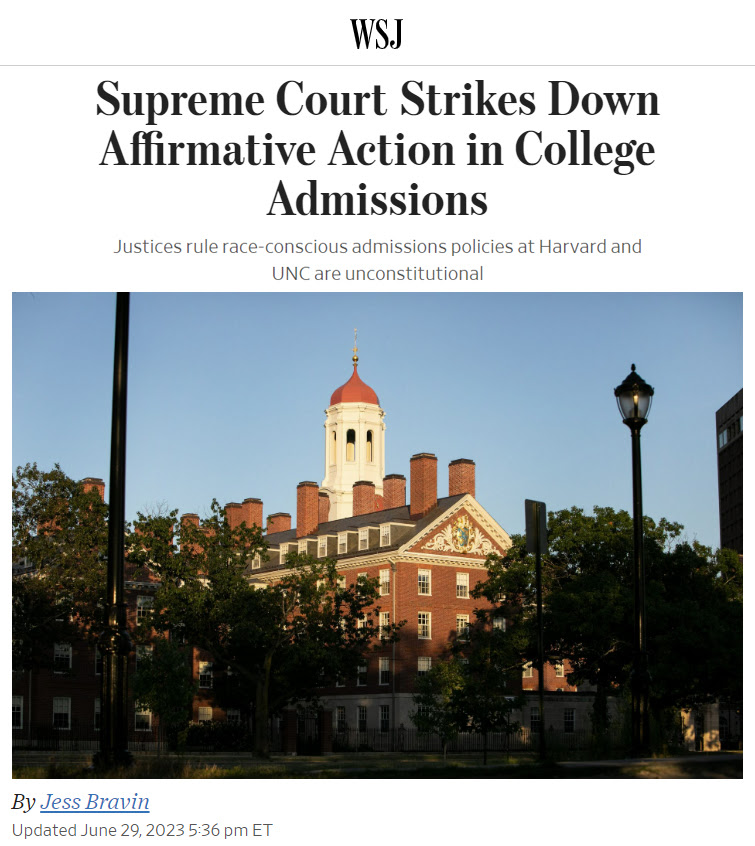 WSJ
Supreme Court Strikes Down
Affirmative Action in College
Admissions
Justices rule race-conscious admissions policies at Harvard and
UNC are unconstitutional
By Jess Bravin
Updated June 29, 2023 5:36 pm ET